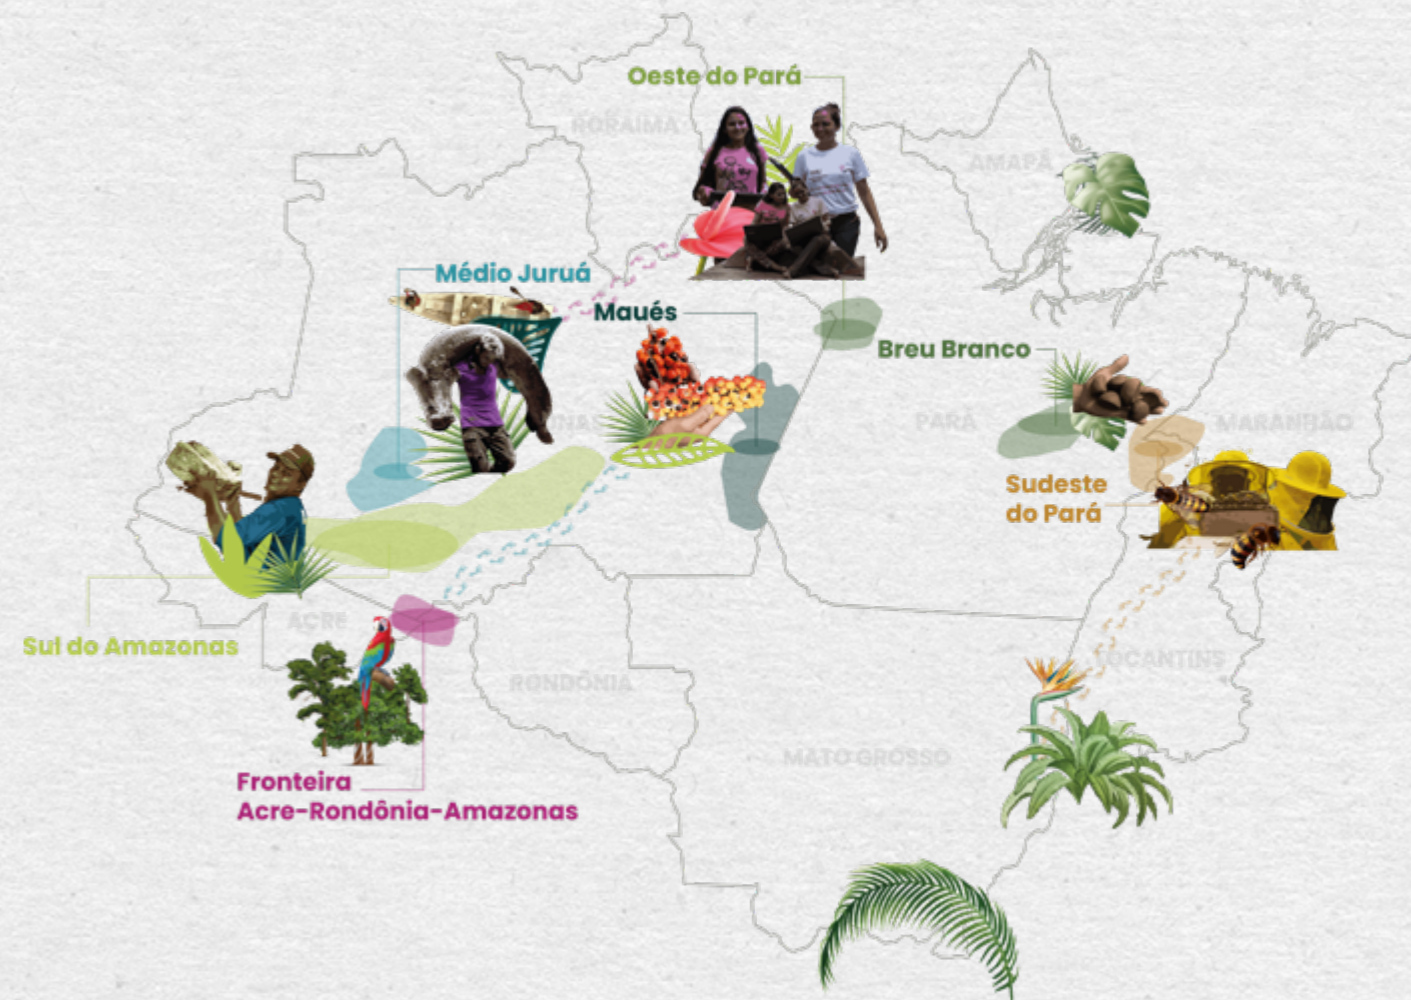 Oeste do Pará
RORAIMA
AMAPÁ
Médio Juruá
Maués
Breu Branco
PARÁ
MARANHÃO
Sudeste
do Pará
ACRE
Sul do Amazonas
TOCANTINS
RONDÔNIA
MATO GROSSO
Fronteira
Acre-Rondônia-Amazonas